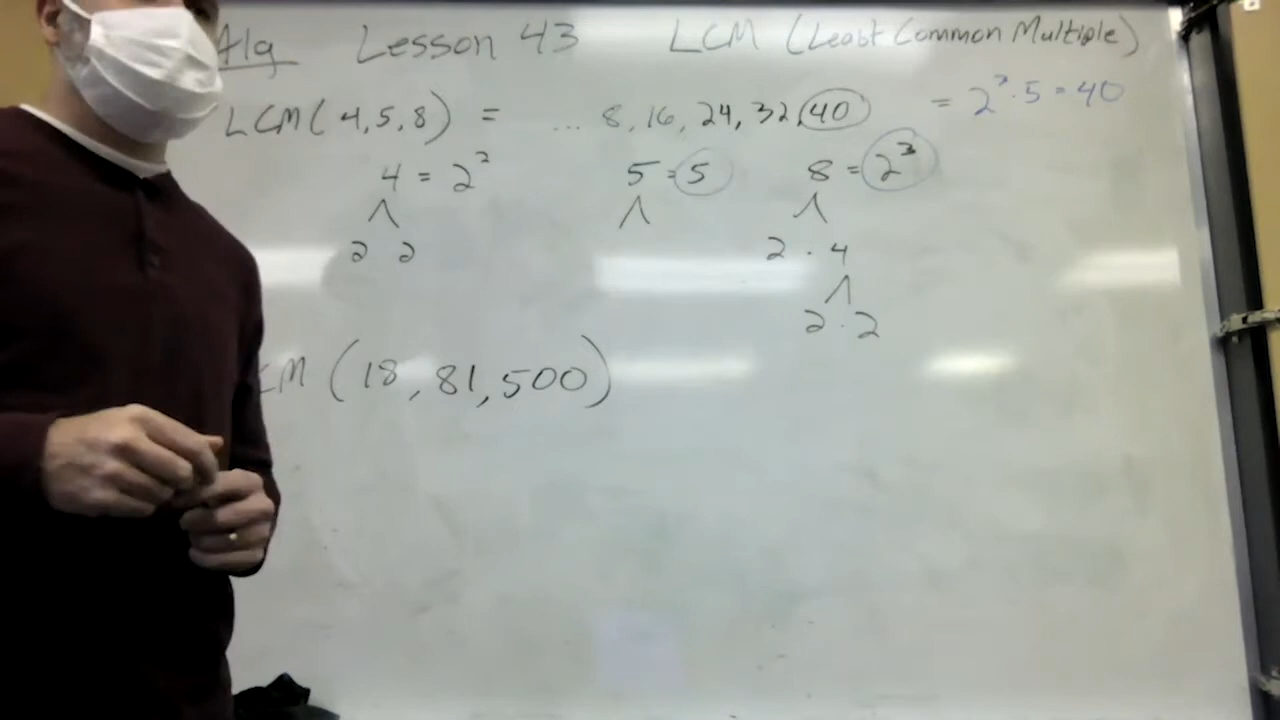 Alg Lesson 43 LCM (Least Common Multiple)
LCM(4,5,8) = ... 8, 16, 24, 32, 40 = 2³·5=40
4 = 2² 5=5 8=2³
2 2 2 · 4
2 · 2
CM (18, 81, 500)